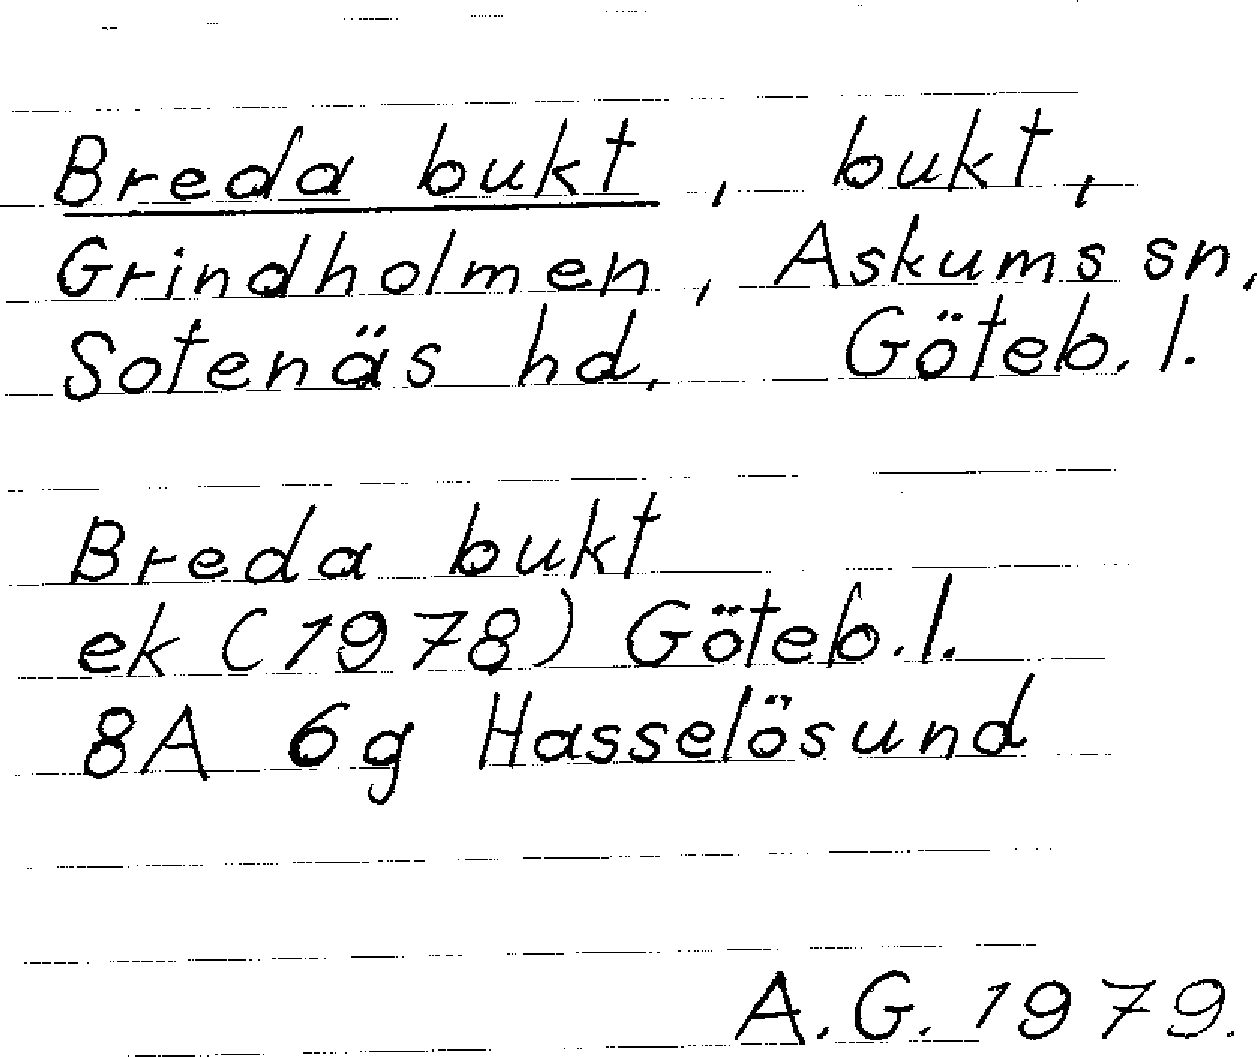 Breda bukt, bukt,
Grindholmen, Askums sn,
Sotenäs hd, Göteb. l.
Breda bukt
ek (1978) Göteb. l.
8A 6g Hasselösund
A. G. 1979.